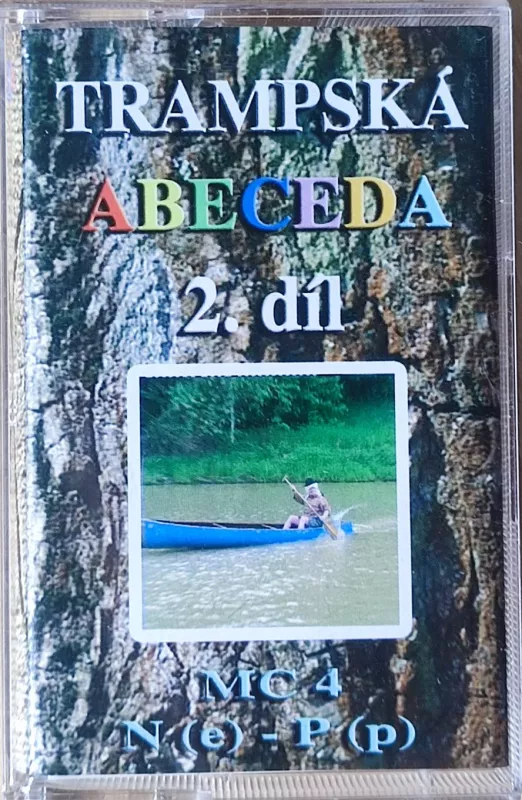 TRAMPSKÁ
ABECEDA
2. díl
MC 4
N (e) - P (p)